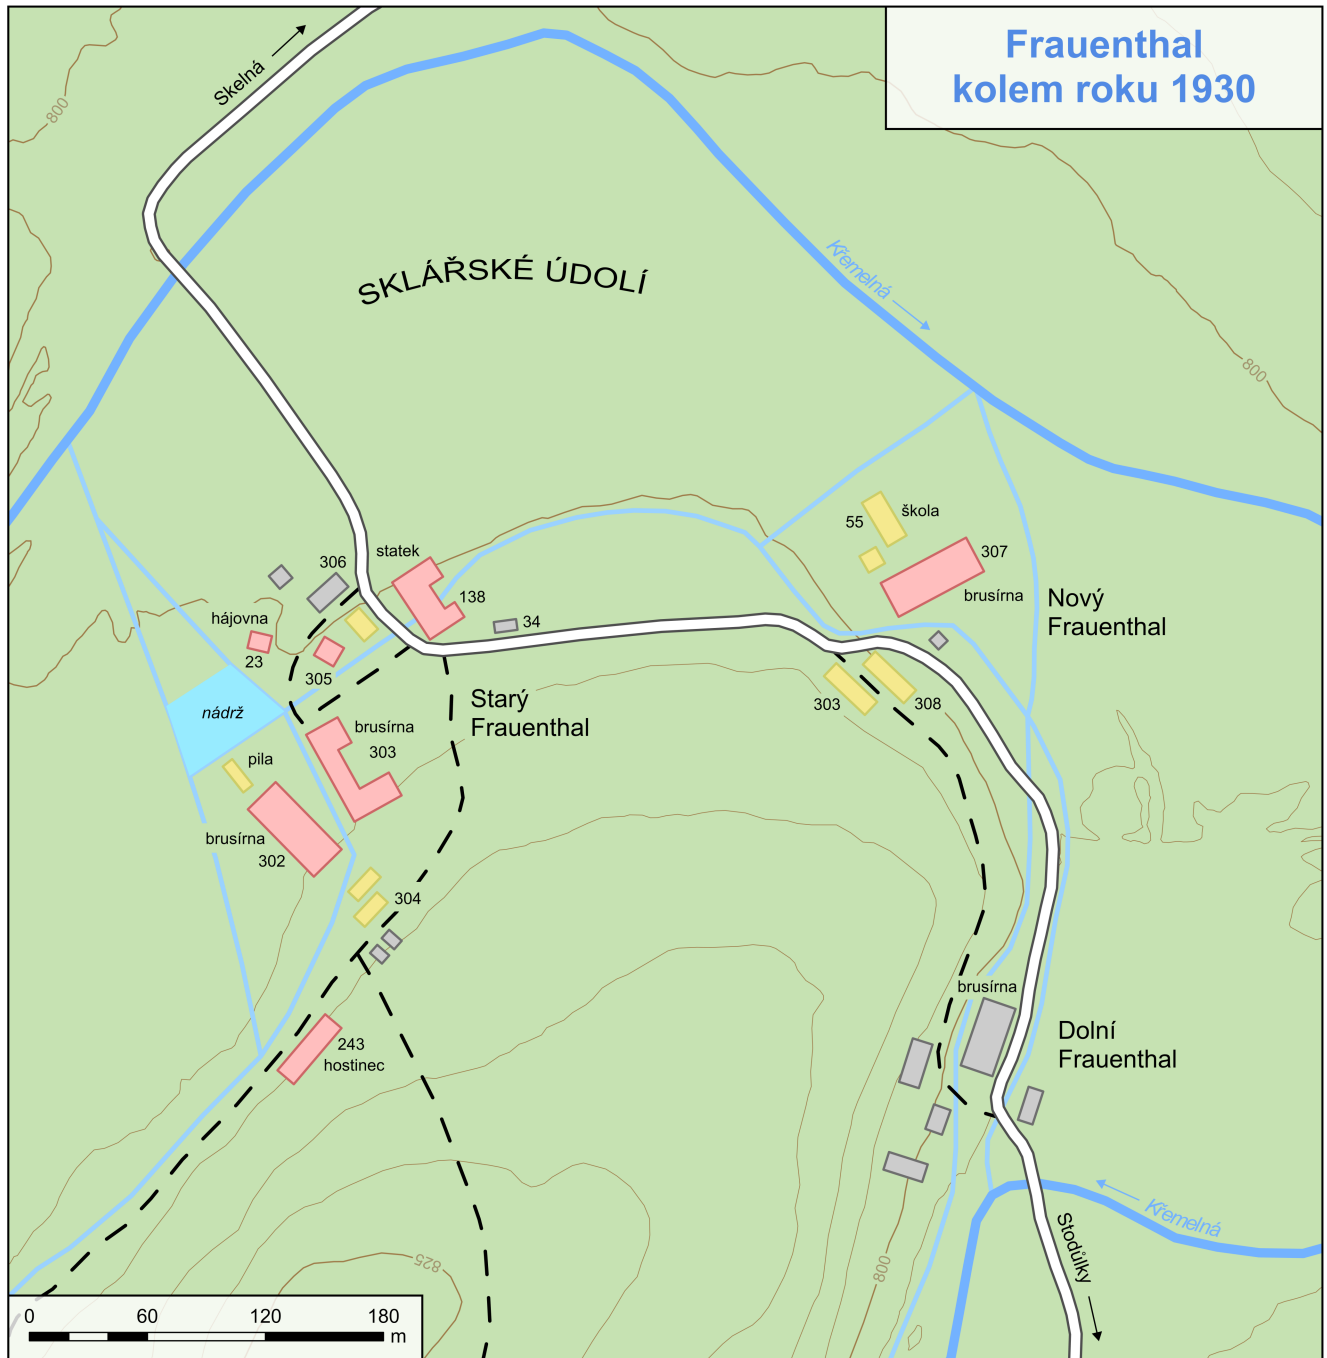 Frauenthal
kolem roku 1930
Skelná
800
Křemelná
SKLÁŘSKÉ ÚDOLÍ
800
škola
55
307
statek
306
brusírna
138
Nový
Frauenthal
hájovna
34
23
305
Starý
Frauenthal
303
308
nádrž
brusírna
303
pila
brusírna
302
304
brusírna
Dolní
Frauenthal
243
hostinec
Křemelná
Stodůlky
825
800
0 60 120 180
m